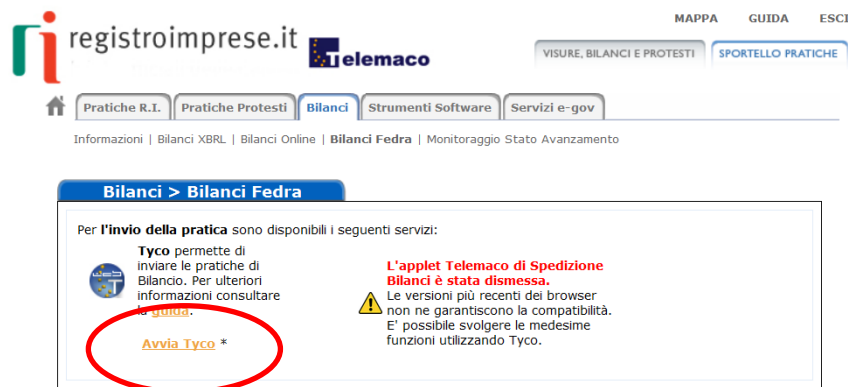 MAPPA GUIDA ESCI
registroimprese.it Telemaco
VISURE, BILANCI E PROTESTI SPORTELLO PRATICHE
Pratiche R.I. Pratiche Protesti Bilanci Strumenti Software Servizi e-gov
Informazioni | Bilanci XBRL | Bilanci Online | Bilanci Fedra | Monitoraggio Stato Avanzamento
Bilanci > Bilanci Fedra
Per l'invio della pratica sono disponibili i seguenti servizi:
Tyco permette di
inviare le pratiche di
Bilancio. Per ulteriori
informazioni consultare
la guida.
Avvia Tyco *
L'applet Telemaco di Spedizione
Bilanci è stata dismessa.
Le versioni più recenti dei browser
non ne garantiscono la compatibilità.
E' possibile svolgere le medesime
funzioni utilizzando Tyco.